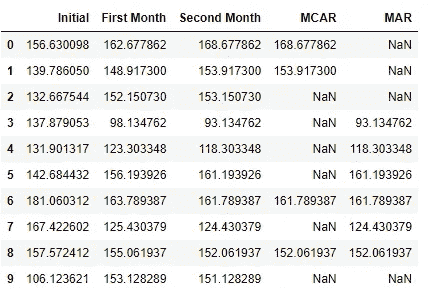 Initial First Month Second Month MCAR MAR
0 156.630098 162.677862 168.677862 168.677862 NaN
1 139.786050 148.917300 153.917300 153.917300 NaN
2 132.667544 152.150730 153.150730 NaN NaN
3 137.879053 98.134762 93.134762 NaN 93.134762
4 131.901317 123.303348 118.303348 NaN 118.303348
5 142.684432 156.193926 161.193926 NaN 161.193926
6 181.060312 163.789387 161.789387 161.789387 161.789387
7 167.422602 125.430379 124.430379 NaN 124.430379
8 157.572412 155.061937 152.061937 152.061937 152.061937
9 106.123621 153.128289 151.128289 NaN NaN